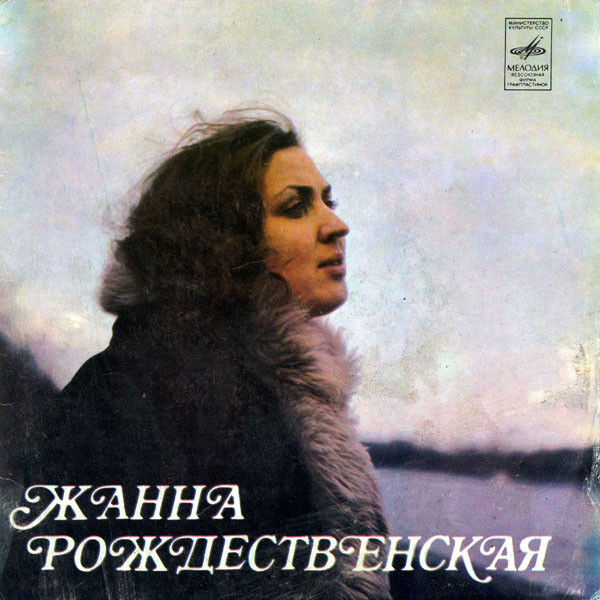 МИНИСТЕРСТВО
КУЛЬТУРЫ СССР
МЕЛОДИЯ
ВСЕСОЮЗНАЯ
ФИРМА
ГРАМПЛАСТИНОК
ЖАННА
РОЖДЕСТВЕНСКАЯ